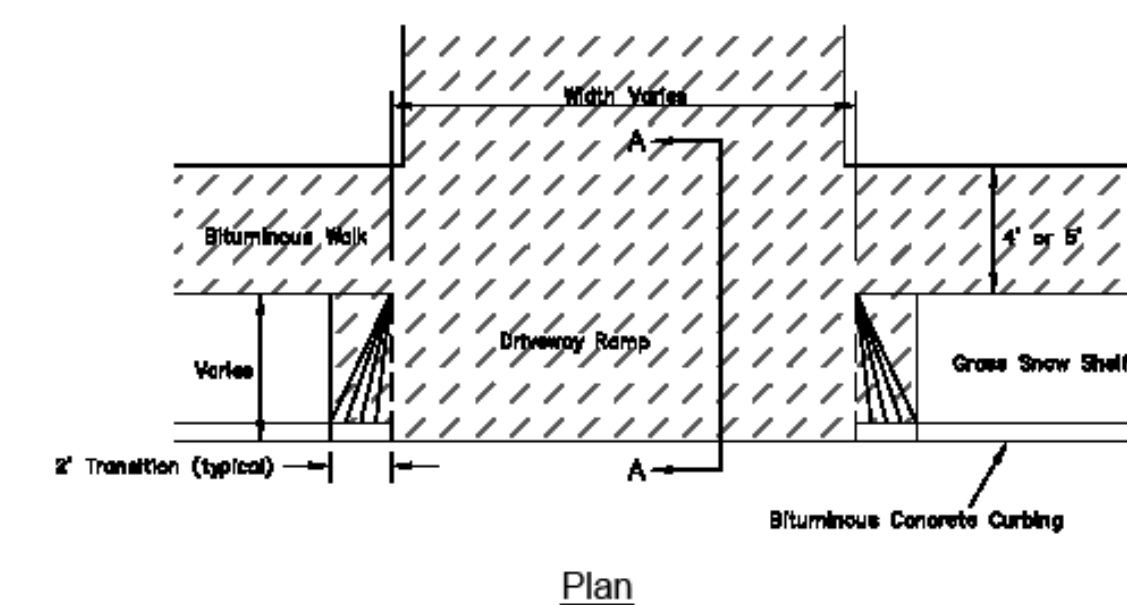 Width Varies
A
Bituminous Walk
4' or 5'
Driveway Ramp
Varies
Grass Snow Shelf
2' Transition (typical)
A
Bituminous Concrete Curbing
Plan